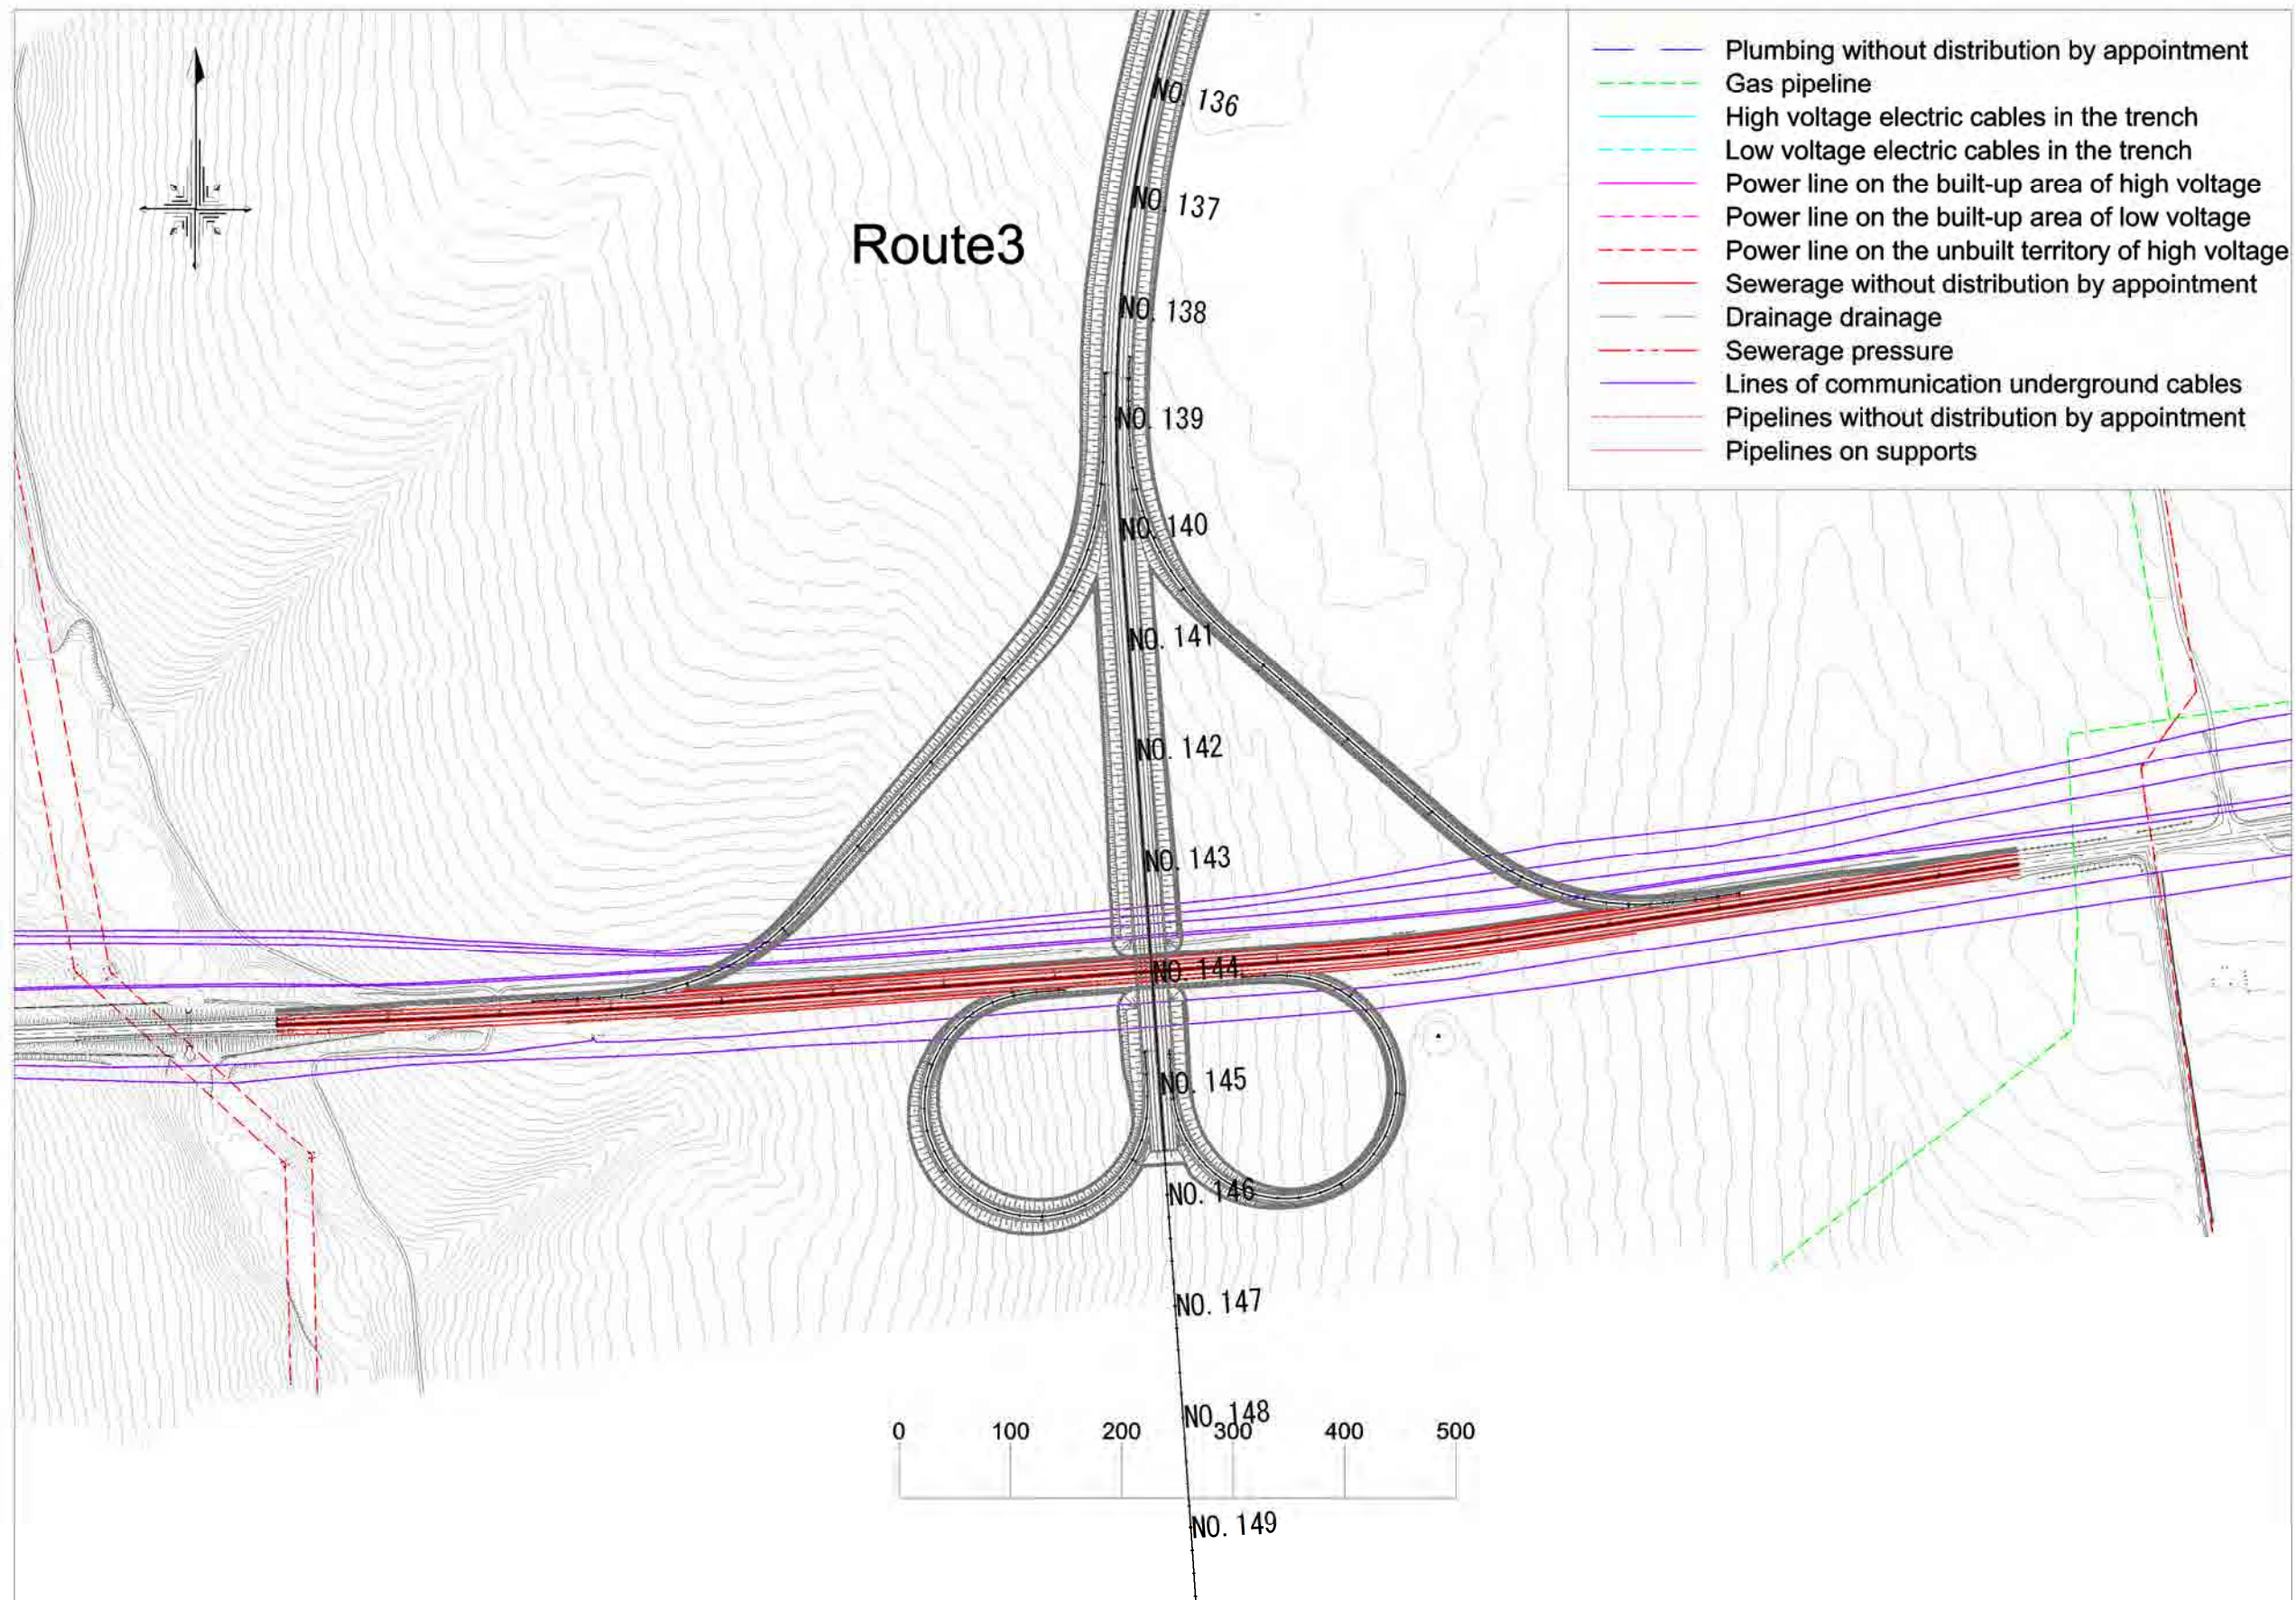 Plumbing without distribution by appointment
Gas pipeline
High voltage electric cables in the trench
Low voltage electric cables in the trench
Power line on the built-up area of high voltage
Power line on the built-up area of low voltage
Power line on the unbuilt territory of high voltage
Sewerage without distribution by appointment
Drainage drainage
Sewerage pressure
Lines of communication underground cables
Pipelines without distribution by appointment
Pipelines on supports
Route3
NO. 136
NO. 137
NO. 138
NO. 139
NO. 140
NO. 141
NO. 142
NO. 143
NO. 144
NO. 145
NO. 146
NO. 147
NO. 148
0 100 200 300 400 500
NO. 149